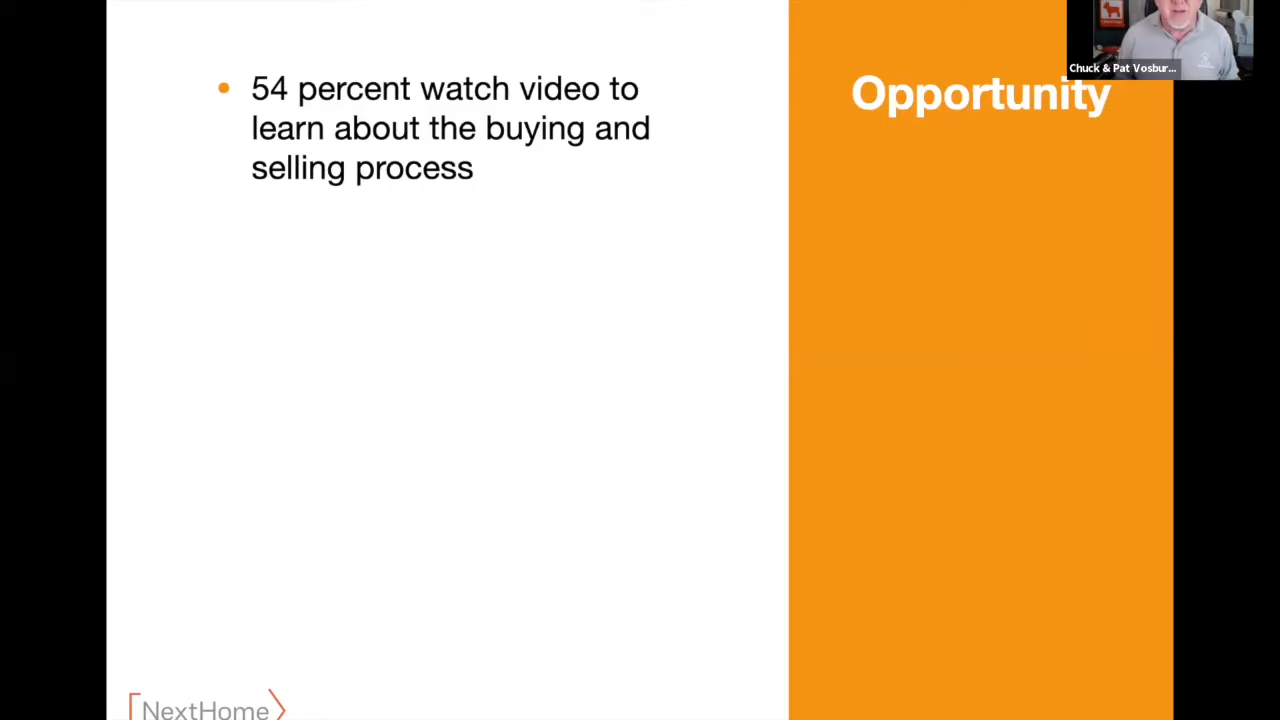 54 percent watch video to
learn about the buying and
selling process
Opportunity
Chuck & Pat Vosbur...
NextHome